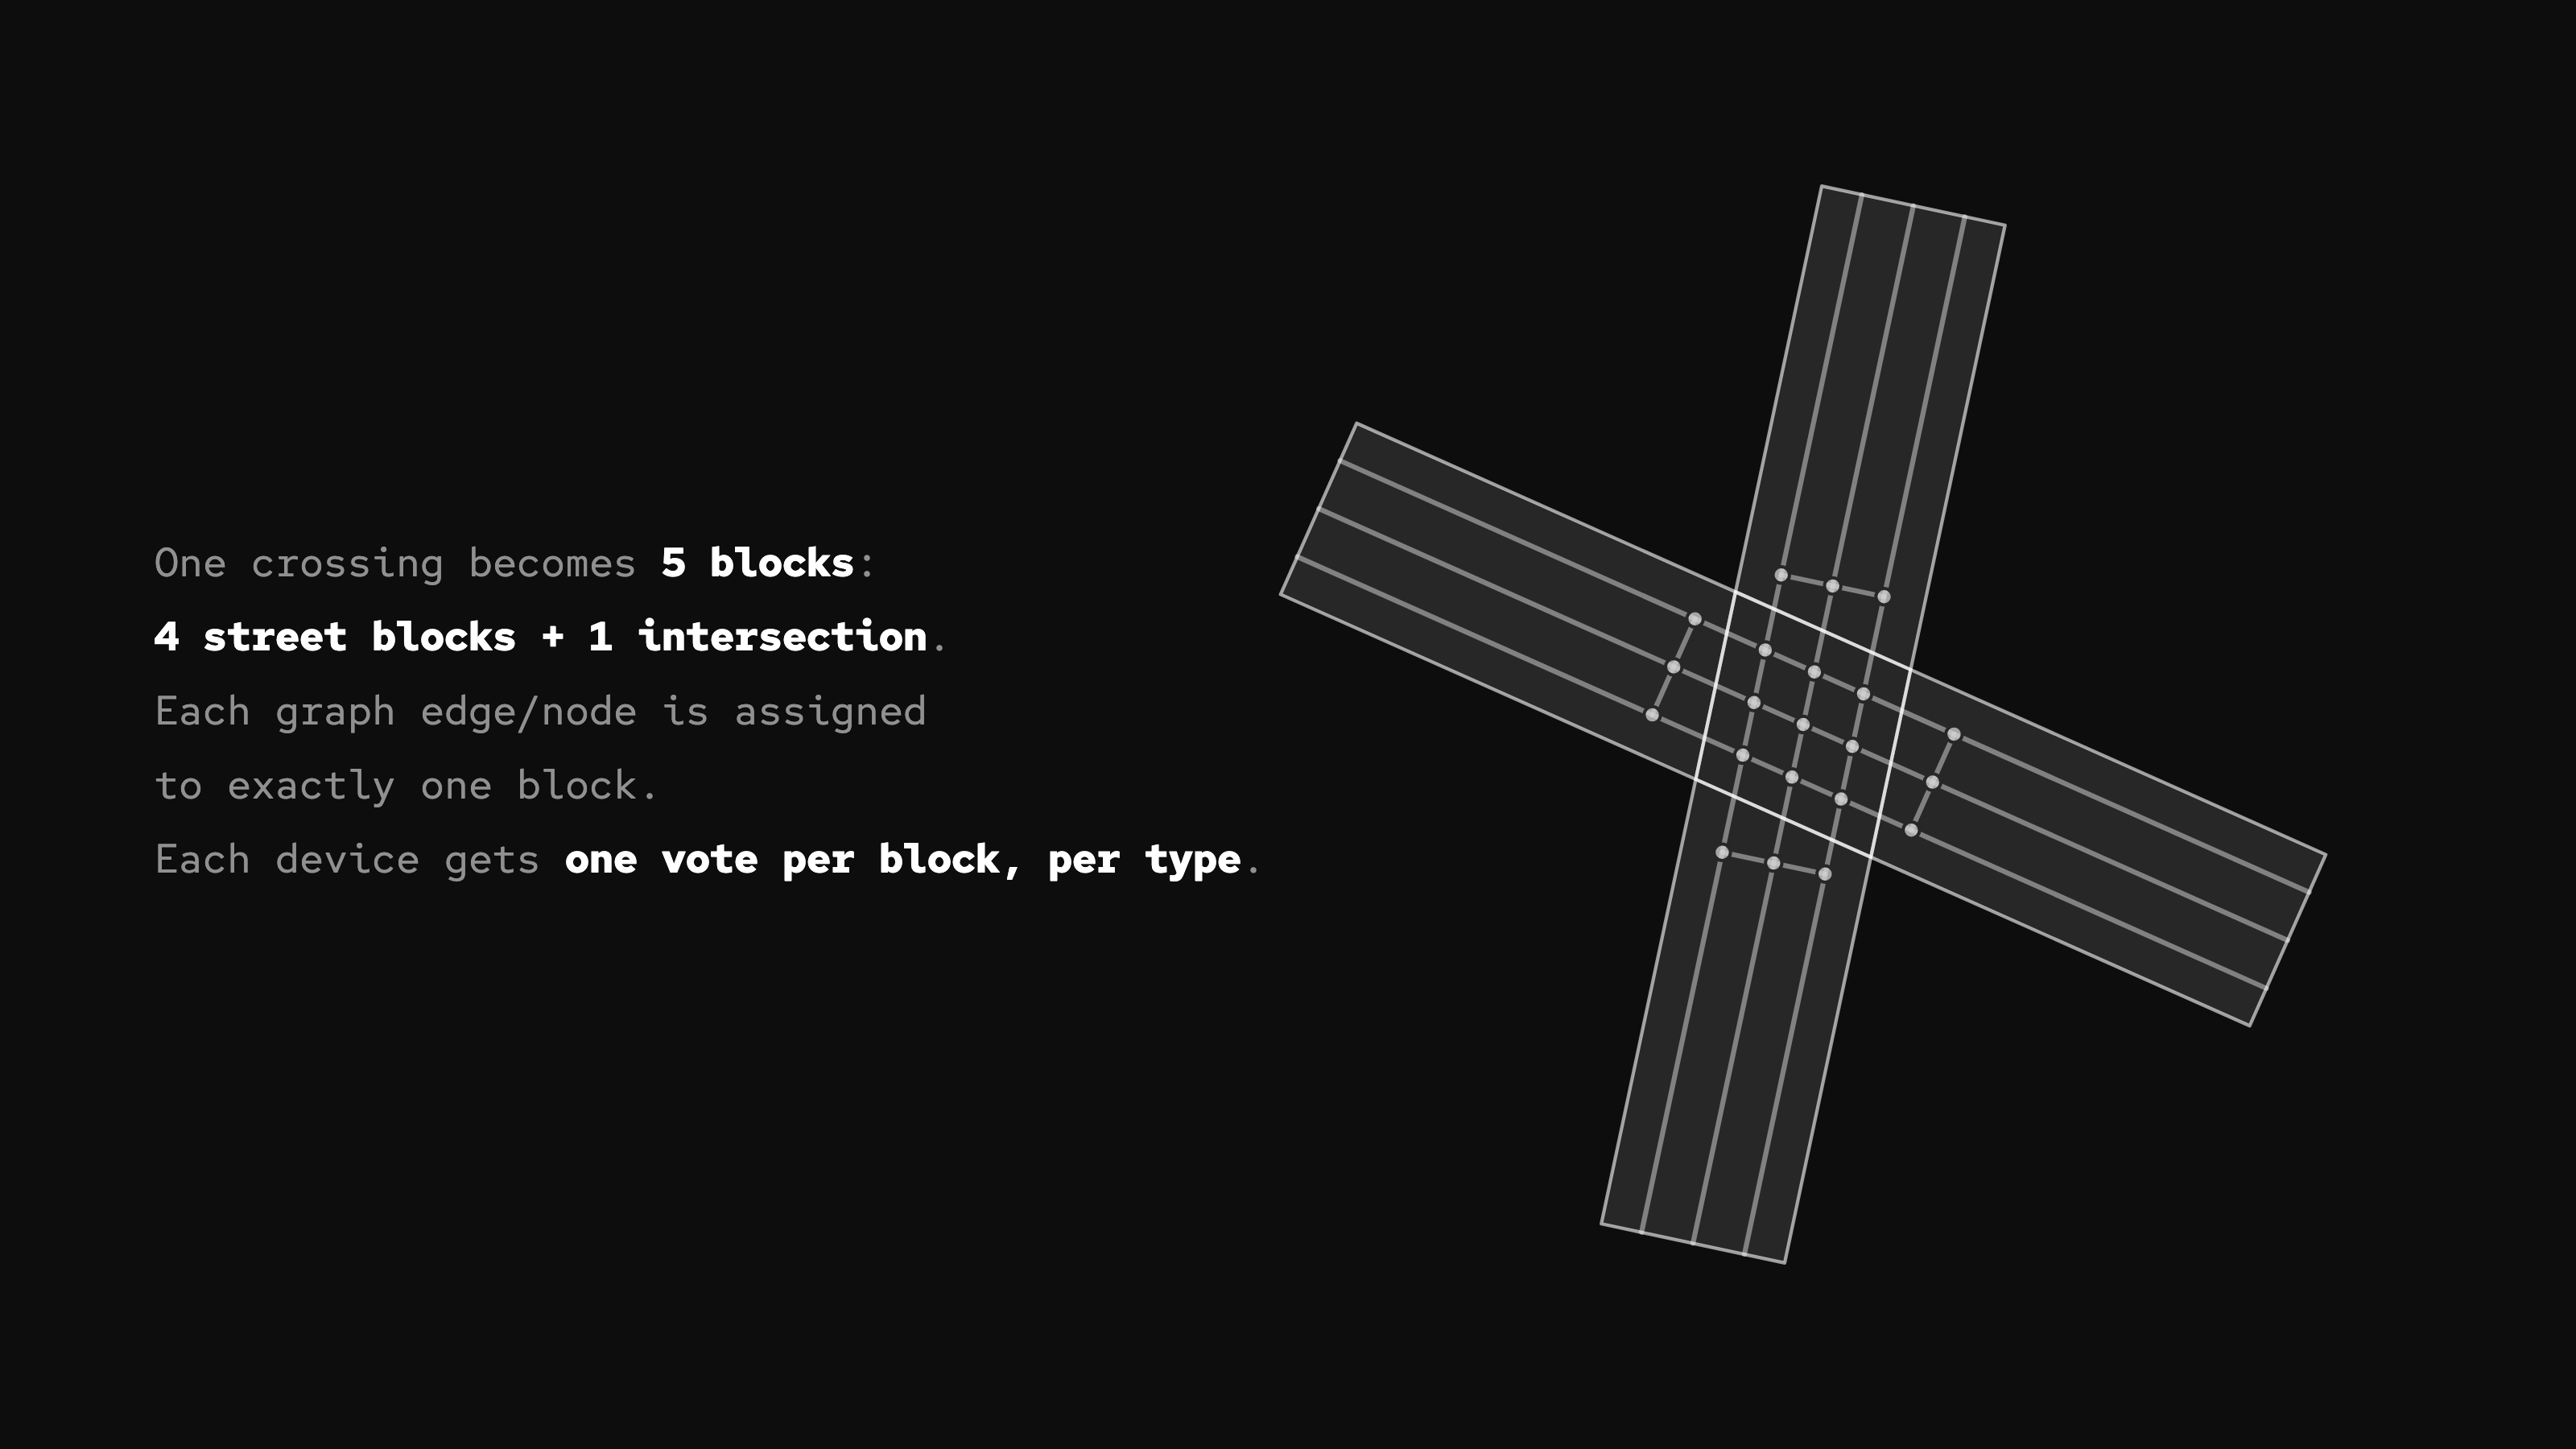 One crossing becomes 5 blocks:
4 street blocks + 1 intersection.
Each graph edge/node is assigned
to exactly one block.
Each device gets one vote per block, per type.